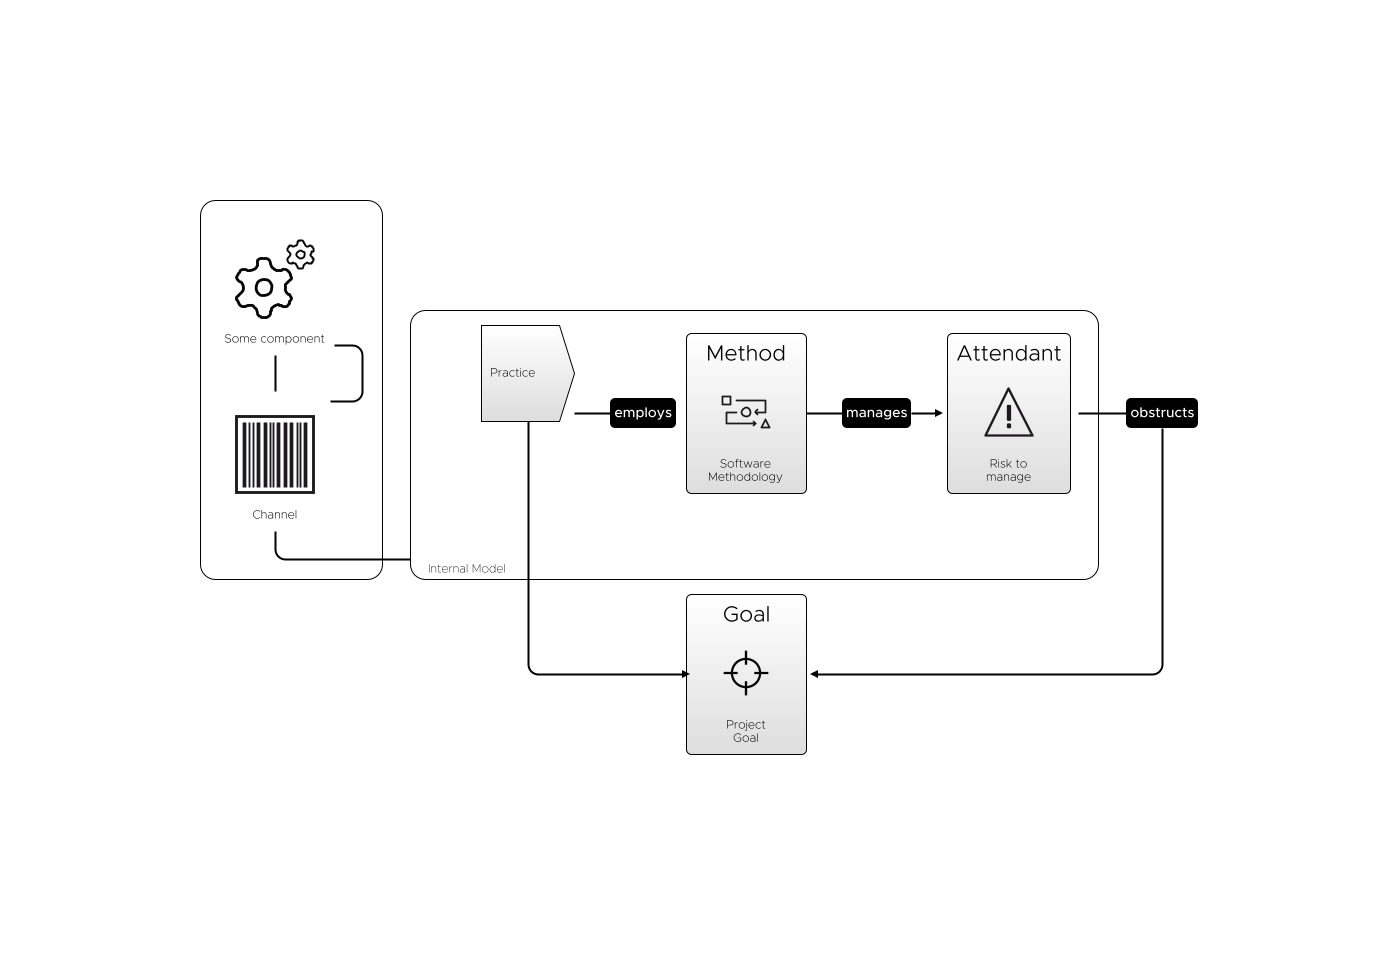 Some component
Channel
Internal Model
Practice
employs
Method
Software
Methodology
manages
Attendant
Risk to
manage
obstructs
Goal
Project
Goal